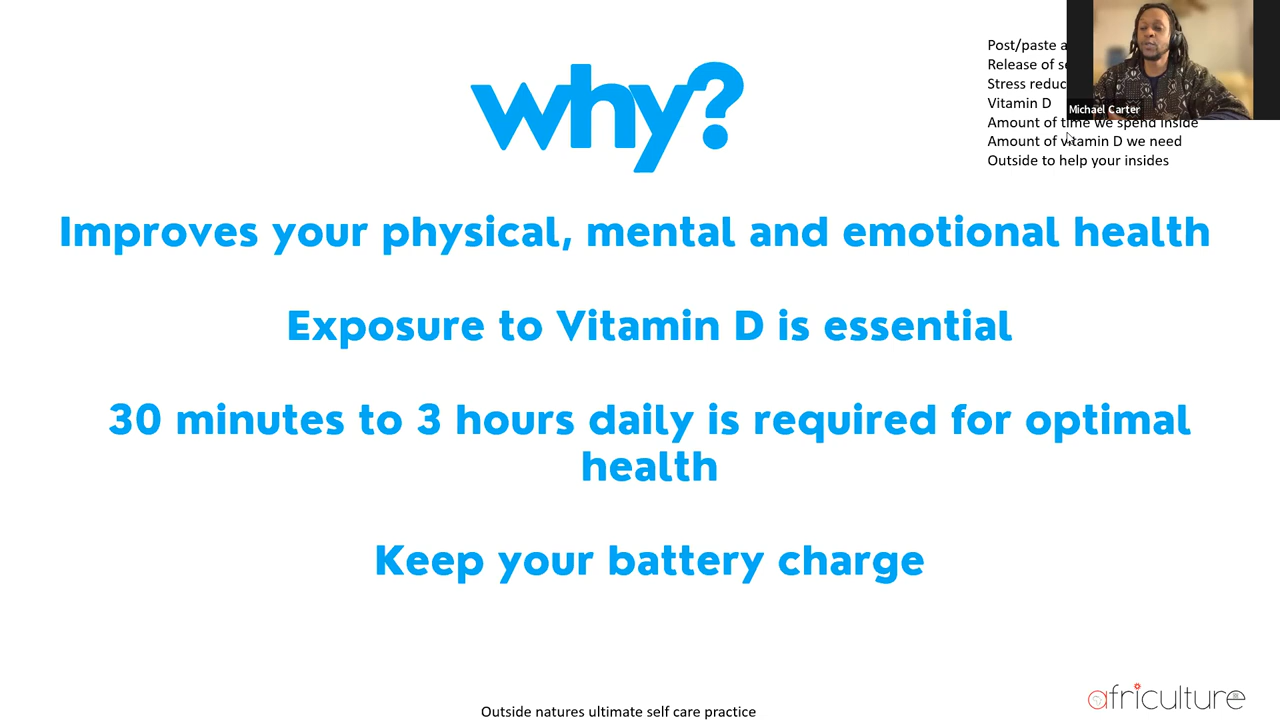 why?
Post/paste a
Release of se
Stress reduc
Vitamin D
Amount of time we spend inside
Amount of vitamin D we need
Outside to help your insides
Michael Carter
Improves your physical, mental and emotional health
Exposure to Vitamin D is essential
30 minutes to 3 hours daily is required for optimal
health
Keep your battery charge
Outside natures ultimate self care practice
africulture